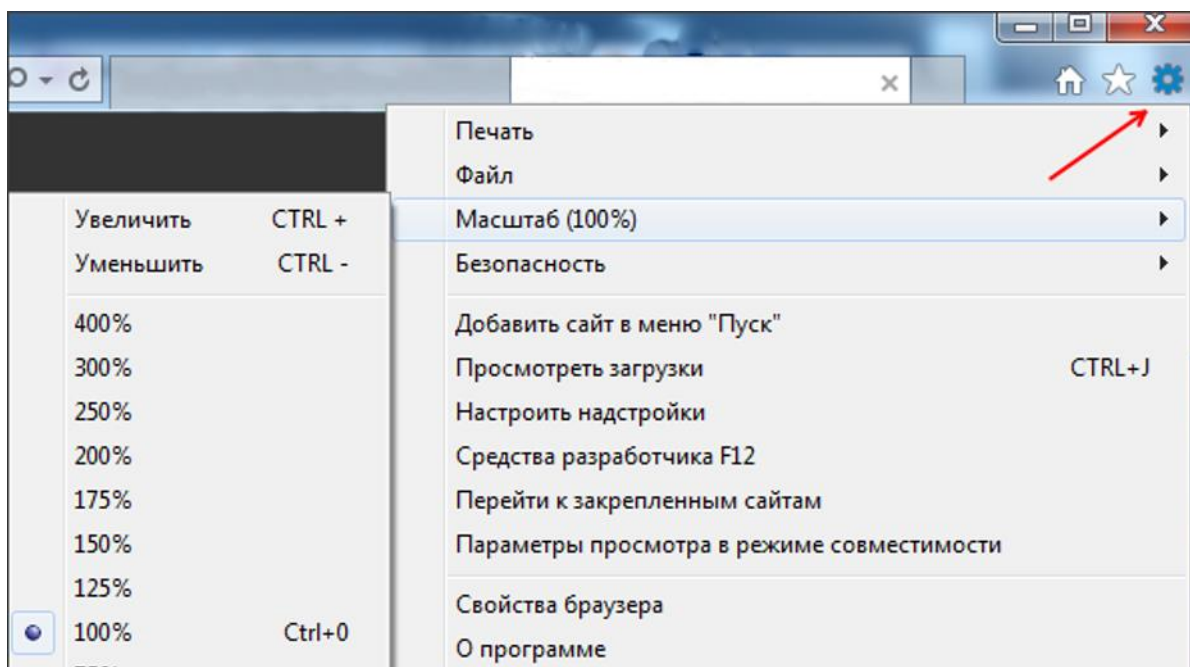 Печать
Файл
Масштаб (100%)
Безопасность
Добавить сайт в меню "Пуск"
Просмотреть загрузки CTRL+J
Настроить надстройки
Средства разработчика F12
Перейти к закрепленным сайтам
Параметры просмотра в режиме совместимости
Свойства браузера
О программе
Увеличить CTRL +
Уменьшить CTRL -
400%
300%
250%
200%
175%
150%
125%
100% Ctrl+0